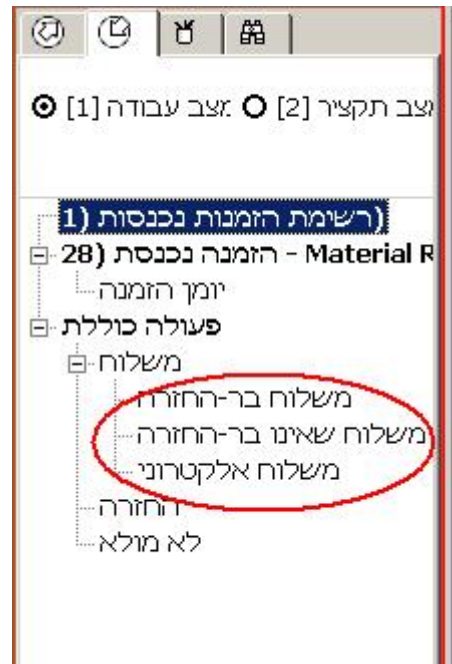 מצב עבודה [1] מצב תקציר [2]
(רשימת הזמנות נכנסות (1
28) הזמנה נכנסת - Material R
יומן הזמנה
פעולה כוללת
משלוח
משלוח בר-החזרה
משלוח שאינו בר-החזרה
משלוח אלקטרוני
החזרה
לא מולא